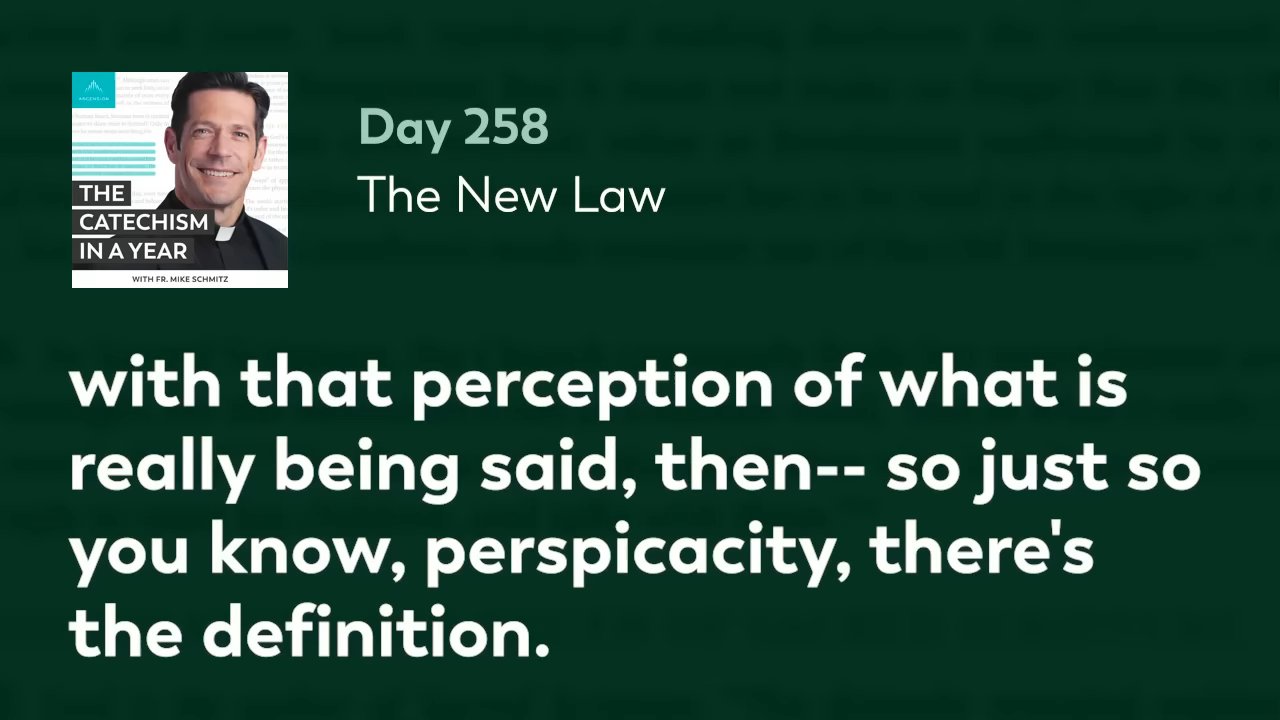 ASCENSION
THE
CATECHISM
IN A YEAR
WITH FR. MIKE SCHMITZ
Day 258
The New Law
with that perception of what is
really being said, then-- so just so
you know, perspicacity, there's
the definition.